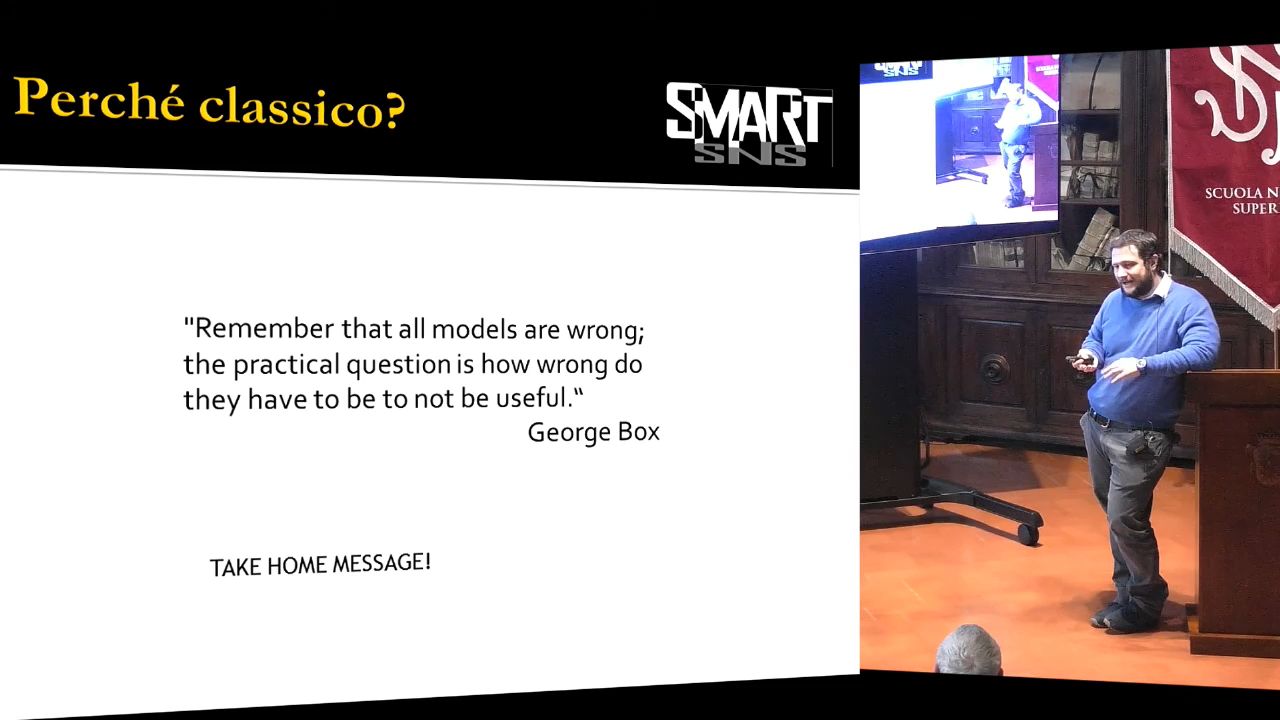 Perché classico?
SMART
SNS
"Remember that all models are wrong;
the practical question is how wrong do
they have to be to not be useful.“
George Box
TAKE HOME MESSAGE!
SCUOLA
SUPER